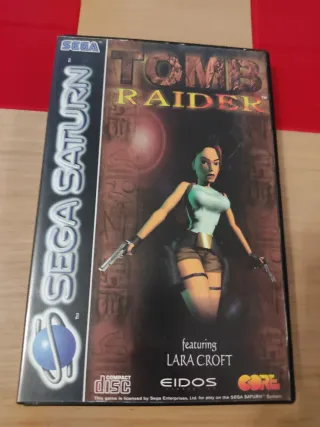 SEGA
TOMB
RAIDER
SEGA SATURN
featuring
LARA CROFT
COMPACT
disc
EIDOS
CORE
This game is licensed by Sega Enterprises, Ltd. for play on the SEGA SATURN System.